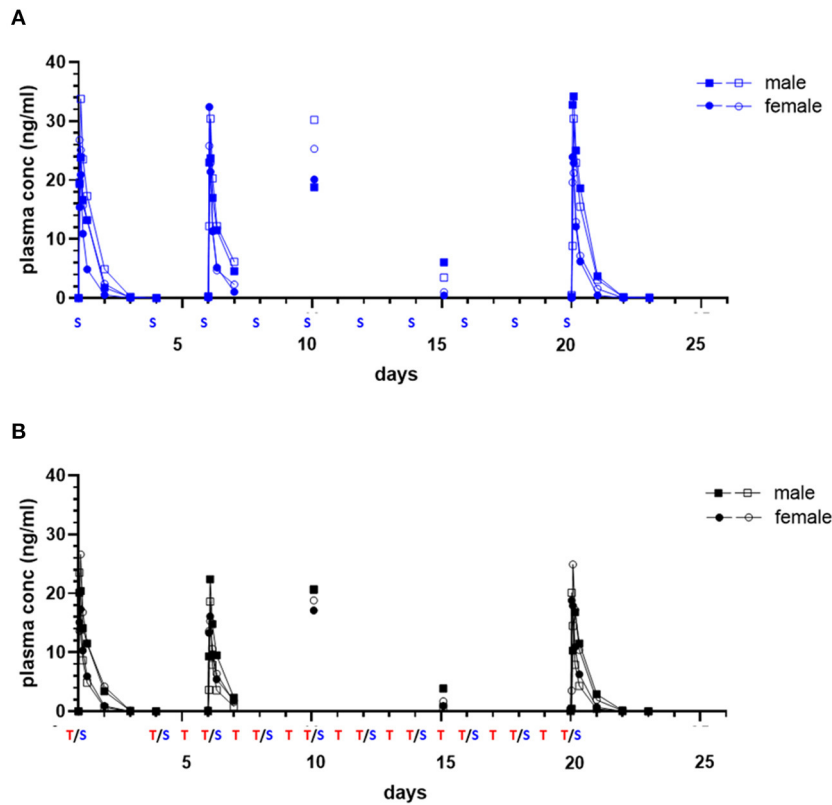 A
40
30
20
10
0
plasma conc (ng/ml)
male
female
S S S S S S S S S S
5 10 15 20 25
days
B
40
30
20
10
0
plasma conc (ng/ml)
male
female
T/S T/S T T/S T T/S T T/S T T/S T T/S T T/S T T/S
5 10 15 20 25
days